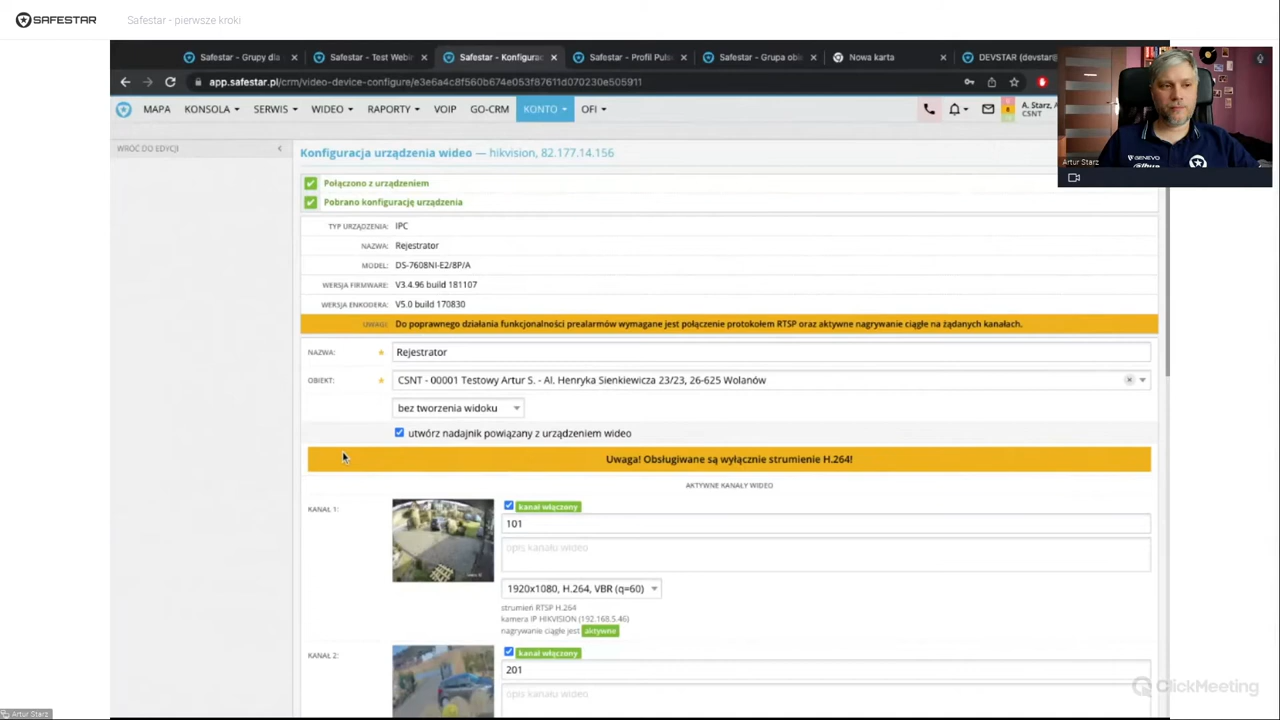 SAFESTAR
Safestar - pierwsze kroki
Safestar - Grupy dla
Safestar - Test Webin
Safestar - Konfigurac
Safestar - Profil Puls
Safestar - Grupa obi
Nowa karta
DEVSTAR (devstar
app.safestar.pl/crm/video-device-configure/e3e6a4c8f560b674e053f87611d070230e505911
MAPA
KONSOLA
SERWIS
WIDEO
RAPORTY
VOIP
GO-CRM
KONTO
OFI
A. Starz, A
CSNT
GENEVO
Artur Starz
WRÓĆ DO EDYCJI
Konfiguracja urządzenia wideo — hikvision, 82.177.14.156
Połączono z urządzeniem
Pobrano konfigurację urządzenia
TYP URZĄDZENIA: IPC
NAZWA: Rejestrator
MODEL: DS-7608NI-E2/8P/A
WERSJA FIRMWARE: V3.4.96 build 181107
WERSJA ENKODERA: V5.0 build 170830
UWAGI: Do poprawnego działania funkcjonalności prealarmów wymagane jest połączenie protokołem RTSP oraz aktywne nagrywanie ciągłe na żądanych kanałach.
NAZWA: Rejestrator
OBIEKT: CSNT - 00001 Testowy Artur S. - Al. Henryka Sienkiewicza 23/23, 26-625 Wolanów
bez tworzenia widoku
utwórz nadajnik powiązany z urządzeniem wideo
Uwaga! Obsługiwane są wyłącznie strumienie H.264!
AKTYWNE KANAŁY WIDEO
KANAŁ 1:
kanał włączony
101
opis kanału wideo
1920x1080, H.264, VBR (q=60)
strumień RTSP H.264
kamera IP HIKVISION (192.168.5.46)
nagrywanie ciągłe jest aktywne
KANAŁ 2:
kanał włączony
201
opis kanału wideo
ClickMeeting
Artur Starz